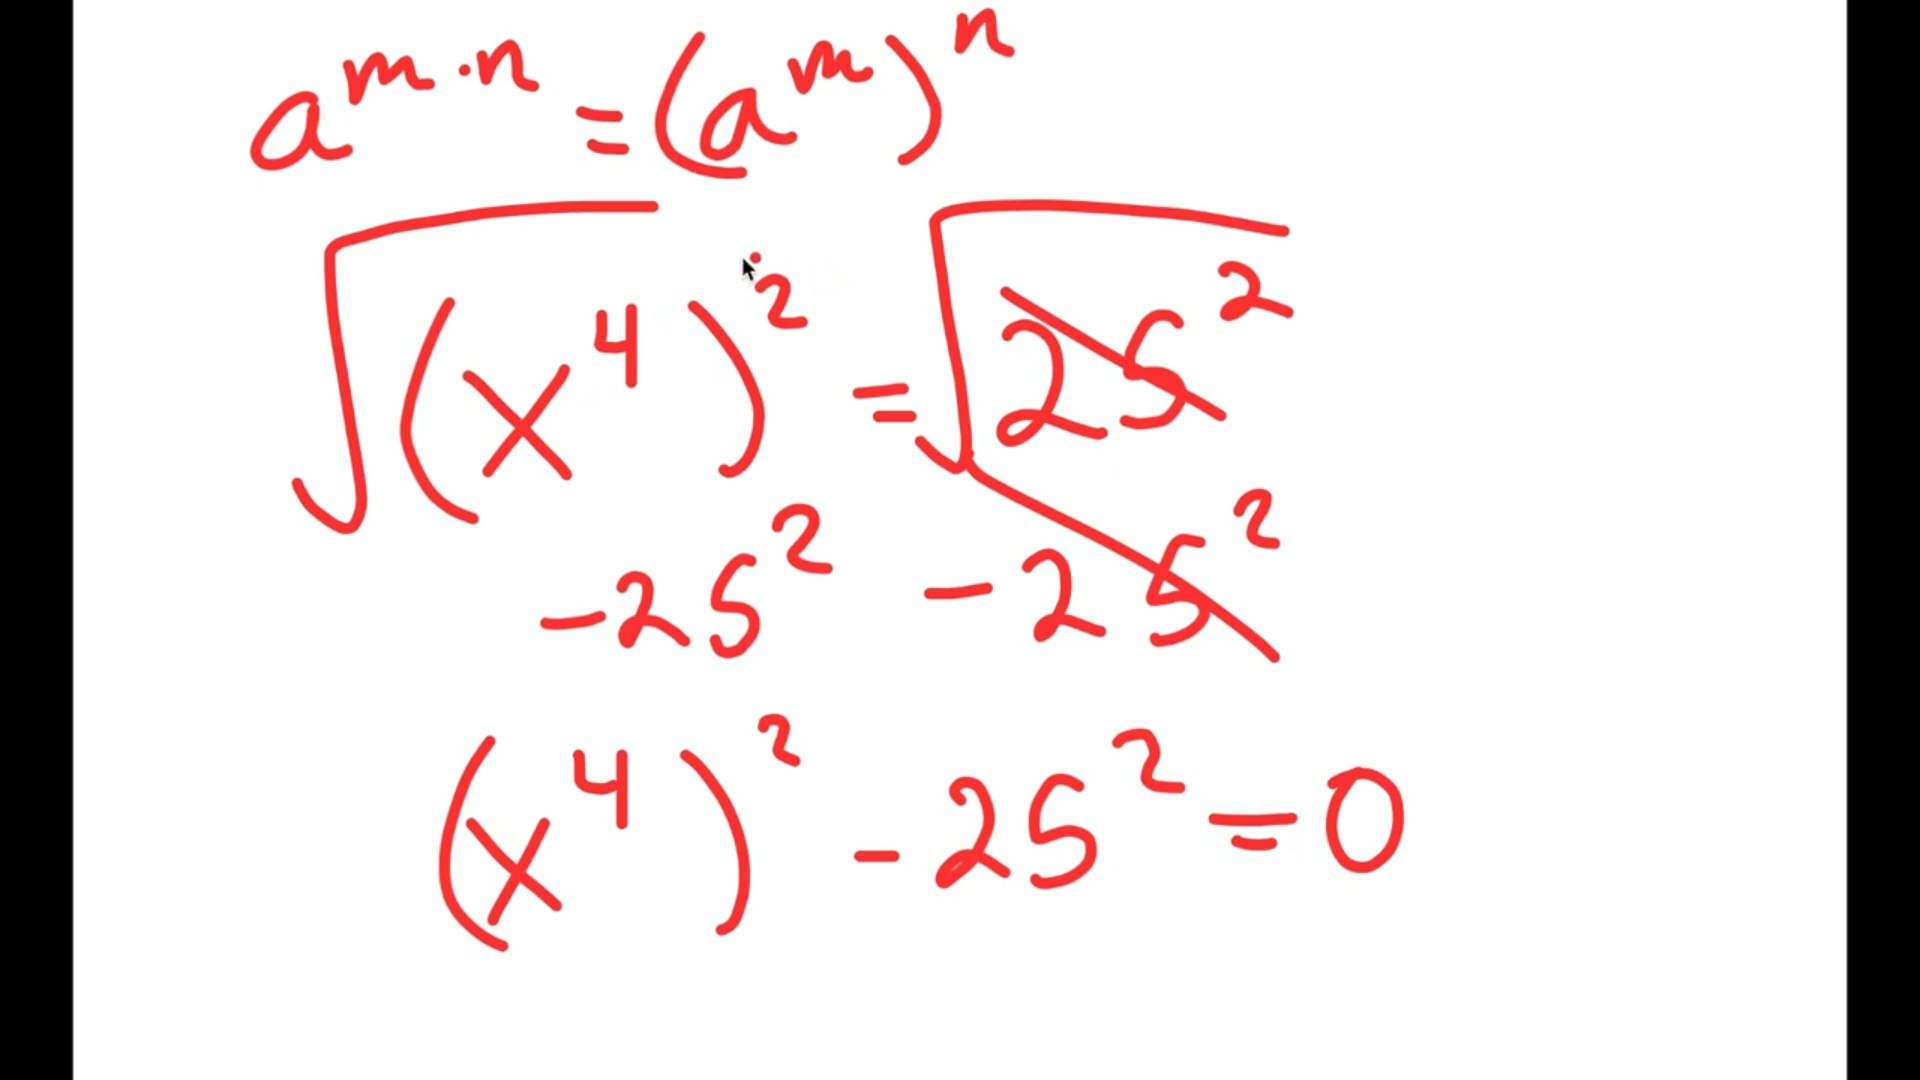 a^{m·n} = (a^m)^n
√(x^4)^2 = √25^2
-25^2 -25^2
(x^4)^2 - 25^2 = 0